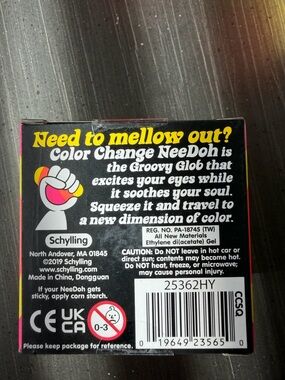 Need to mellow out?
Color Change NeeDoh is
the Groovy Glob that
excites your eyes while
it soothes your soul.
Squeeze it and travel to
a new dimension of color.
Schylling
North Andover, MA 01845
©2019 Schylling
www.schylling.com
Made in China, Dongguan
If your NeeDoh gets
sticky, apply corn starch.
REG. NO. PA-18745 (TW)
All New Materials
Ethylene di(acetate) Gel
CAUTION: Do NOT leave in hot car or
direct sun; contents may become hot.
Do NOT heat, freeze, or microwave;
may cause personal injury.
25362HY
CCSQ
CE UK
CA
0-3
0 19649 23565 0
Please keep package for reference.